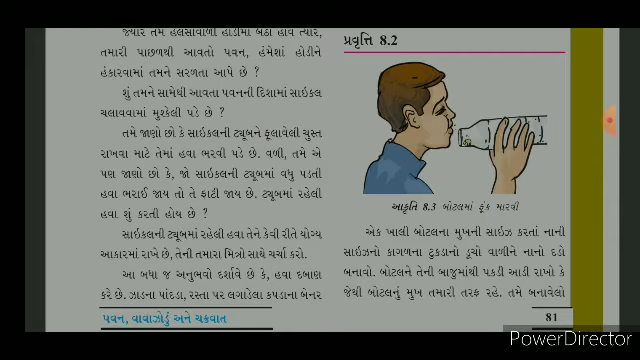 જ્યારે તમે હલેસાંવાળી હોડીમાં બેઠા હોવ ત્યારે,
તમારી પાછળથી આવતો પવન, હંમેશાં હોડીને
હંકારવામાં તમને સરળતા આપે છે ?
શું તમને સામેથી આવતા પવનની દિશામાં સાઇકલ
ચલાવવામાં મુશ્કેલી પડે છે ?
તમે જાણો છો કે સાઇકલની ટ્યૂબને ફૂલાવેલી ચુસ્ત
રાખવા માટે તેમાં હવા ભરવી પડે છે. વળી, તમે એ
પણ જાણો છો કે, જો સાઇકલની ટ્યૂબમાં વધુ પડતી
હવા ભરાઈ જાય તો તે ફાટી જાય છે. ટ્યૂબમાં રહેલી
હવા શું કરતી હોય છે ?
સાઇકલની ટ્યૂબમાં રહેલી હવા તેને કેવી રીતે યોગ્ય
આકારમાં રાખે છે, તેની તમારા મિત્રો સાથે ચર્ચા કરો.
આ બધા જ અનુભવો દર્શાવે છે કે, હવા દબાણ
કરે છે. ઝાડના પાંદડા, રસ્તા પર લગાડેલા કપડાના બેનર
પવન, વાવાઝોડું અને ચક્રવાત
પ્રવૃત્તિ 8.2
આકૃતિ 8.3 બોટલમાં ફૂંક મારવી
એક ખાલી બોટલના મુખની સાઇઝ કરતાં નાની
સાઇઝનો કાગળના ટુકડાનો ડૂચો વાળીને નાનો દડો
બનાવો. બોટલને તેની બાજુમાંથી પકડી આડી રાખો કે
જેથી બોટલનું મુખ તમારી તરફ રહે. તમે બનાવેલો
81
PowerDirector